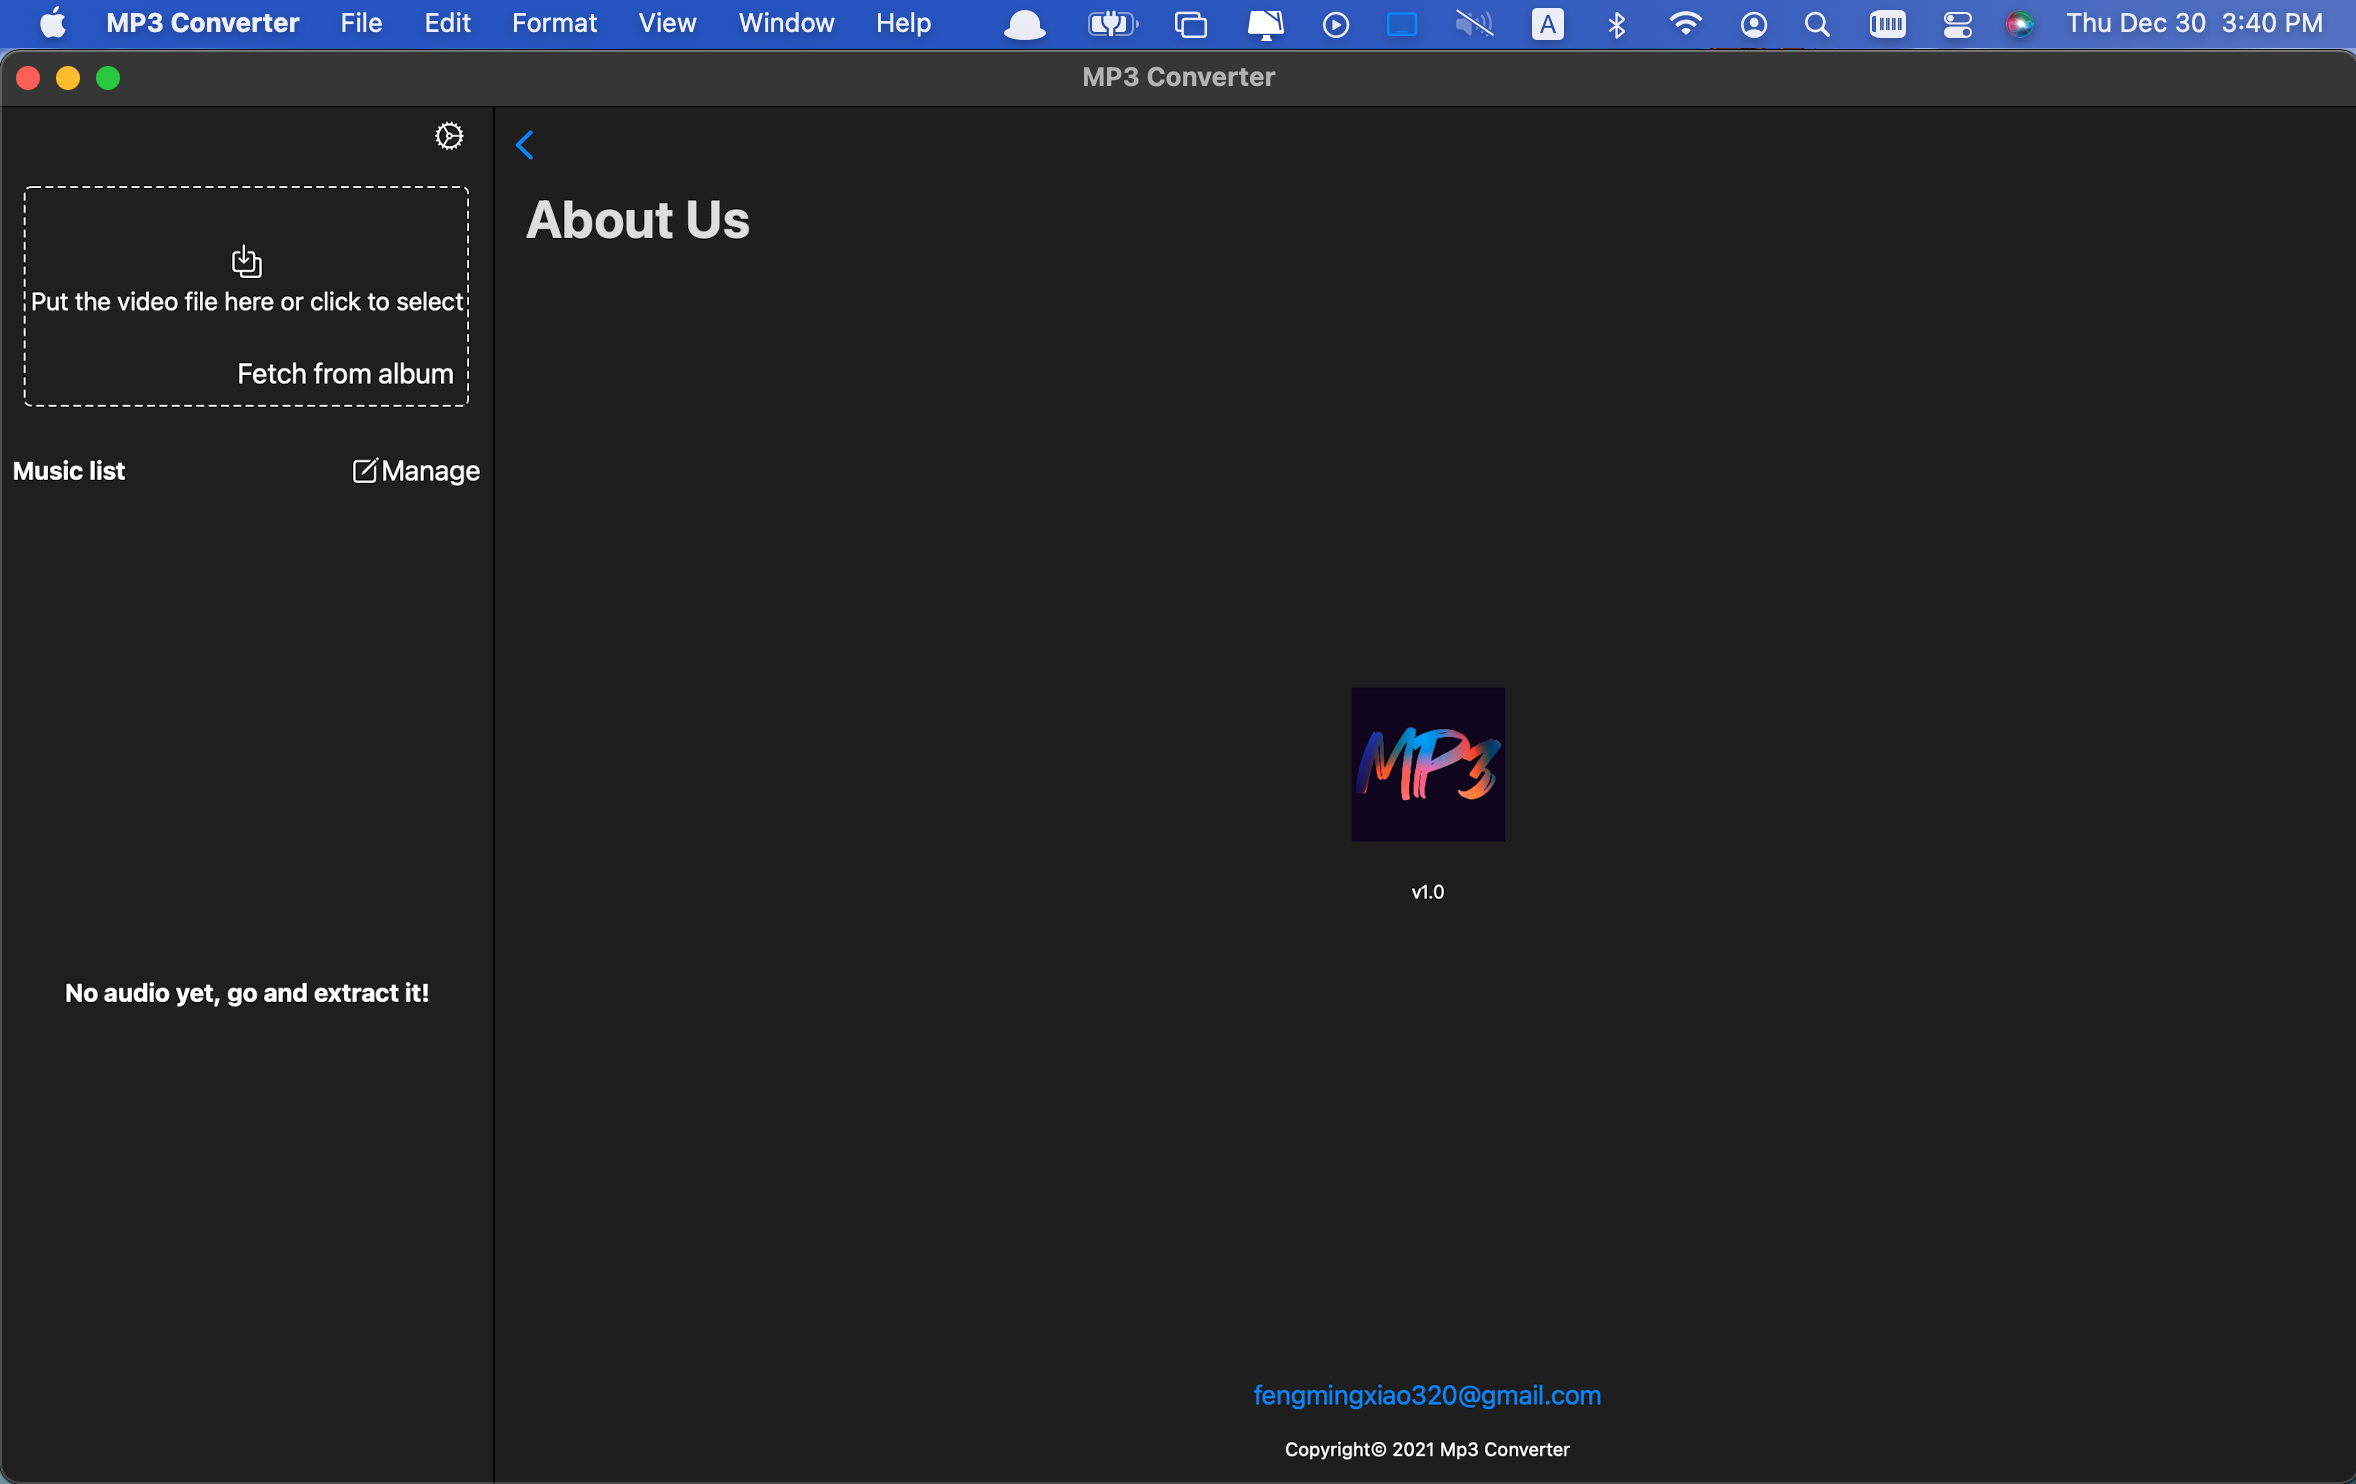 MP3 Converter File Edit Format View Window Help A Thu Dec 30 3:40 PM
MP3 Converter
About Us
Put the video file here or click to select
Fetch from album
Music list Manage
MP3
v1.0
No audio yet, go and extract it!
fengmingxiao320@gmail.com
Copyright© 2021 Mp3 Converter